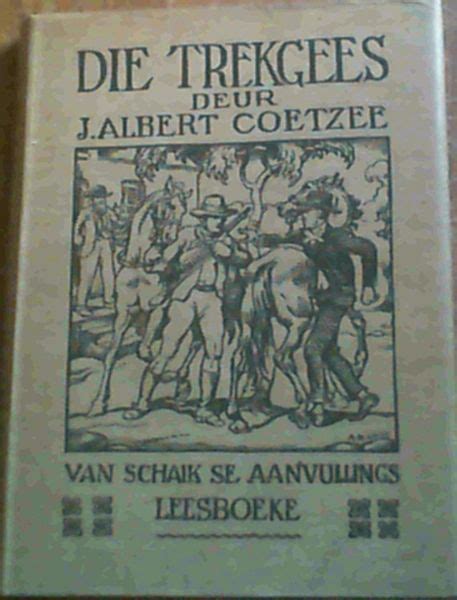 DIE TREKGEES
DEUR
J. ALBERT COETZEE
VAN SCHAIK SE AANVULLINGS
LEESBOEKE